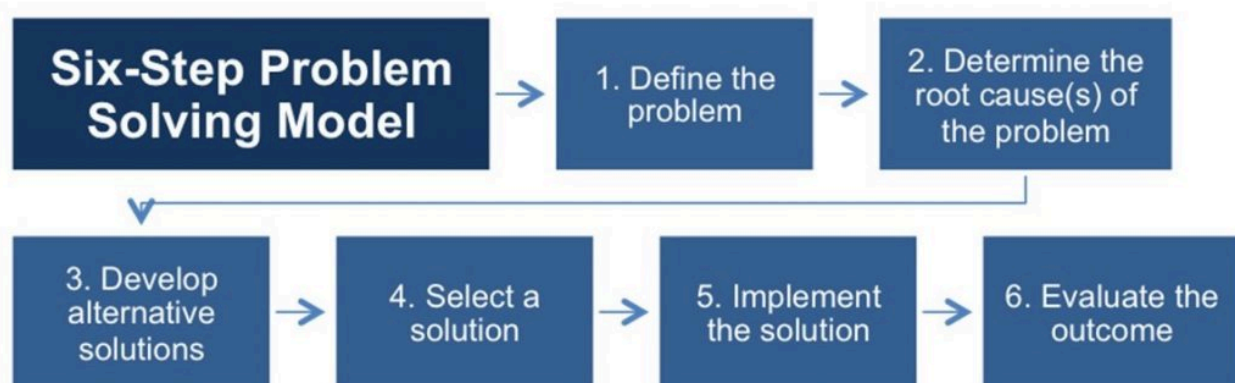 Six-Step Problem
Solving Model
1. Define the
problem
2. Determine the
root cause(s) of
the problem
3. Develop
alternative
solutions
4. Select a
solution
5. Implement
the solution
6. Evaluate the
outcome